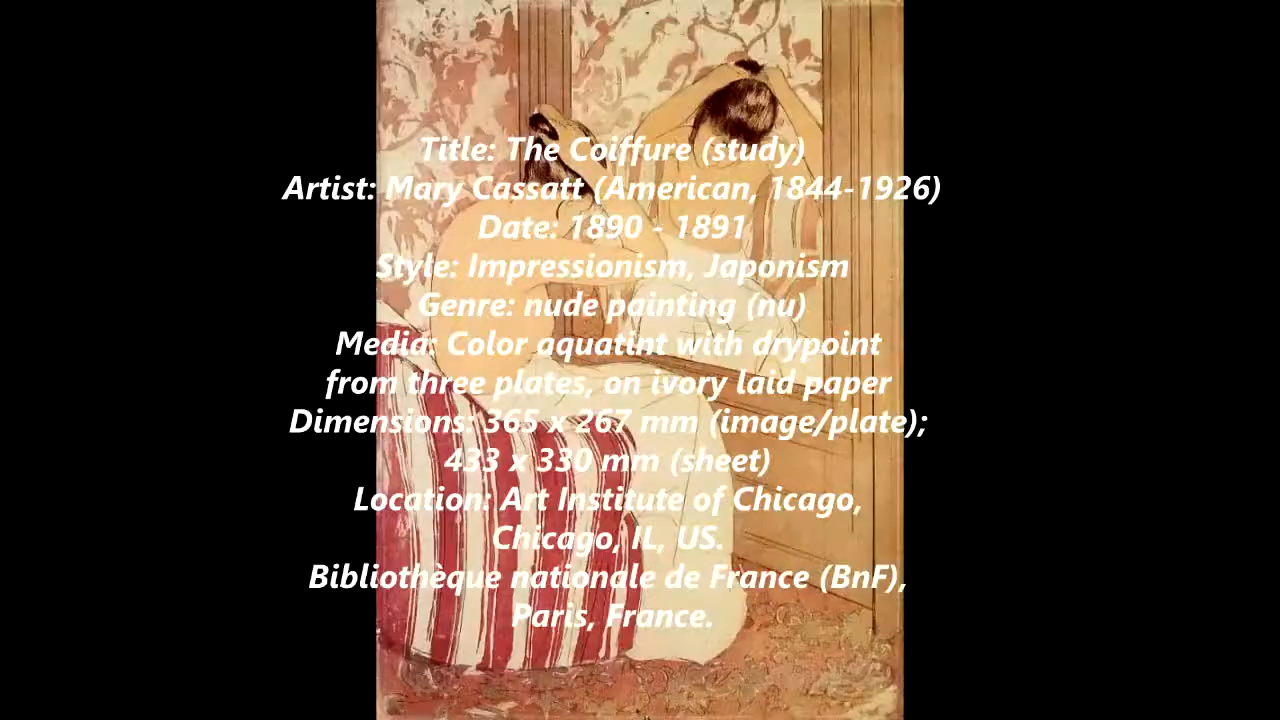 Title: The Coiffure (study)
Artist: Mary Cassatt (American, 1844-1926)
Date: 1890 - 1891
Style: Impressionism, Japonism
Genre: nude painting (nu)
Media: Color aquatint with drypoint
from three plates, on ivory laid paper
Dimensions: 365 x 267 mm (image/plate);
433 x 330 mm (sheet)
Location: Art Institute of Chicago,
Chicago, IL, US.
Bibliothèque nationale de France (BnF),
Paris, France.